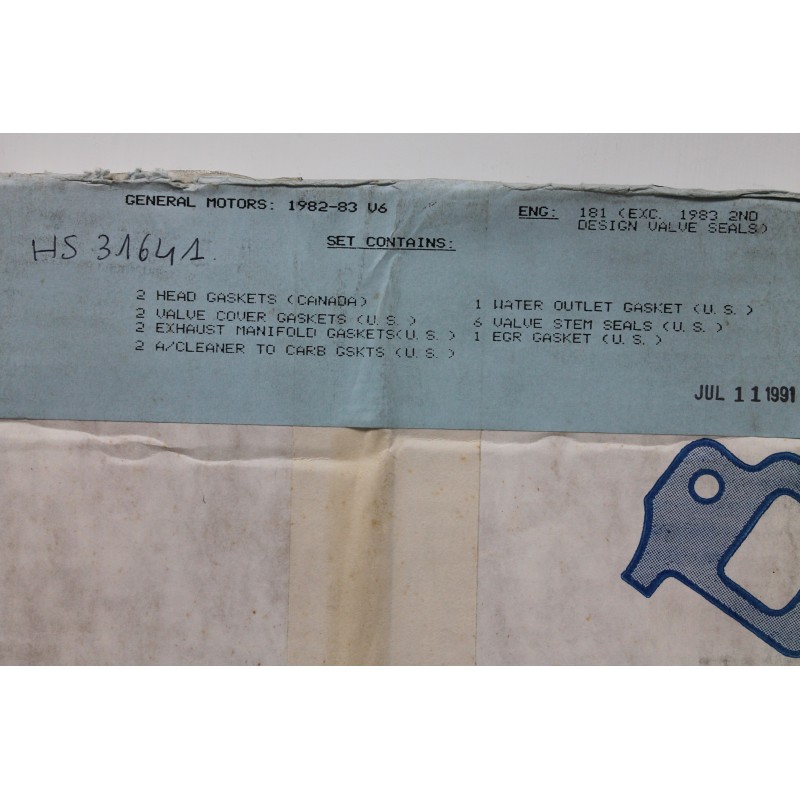 GENERAL MOTORS: 1982-83 V6
ENG: 181 (EXC. 1983 2ND
DESIGN VALVE SEALS)
HS 31641.
SET CONTAINS:
2 HEAD GASKETS (CANADA)
2 VALVE COVER GASKETS (U.S.)
2 EXHAUST MANIFOLD GASKETS(U.S.)
2 A/CLEANER TO CARB GSKTS (U.S.)
1 WATER OUTLET GASKET (U.S.)
6 VALVE STEM SEALS (U.S.)
1 EGR GASKET (U.S.)
JUL 11 1991